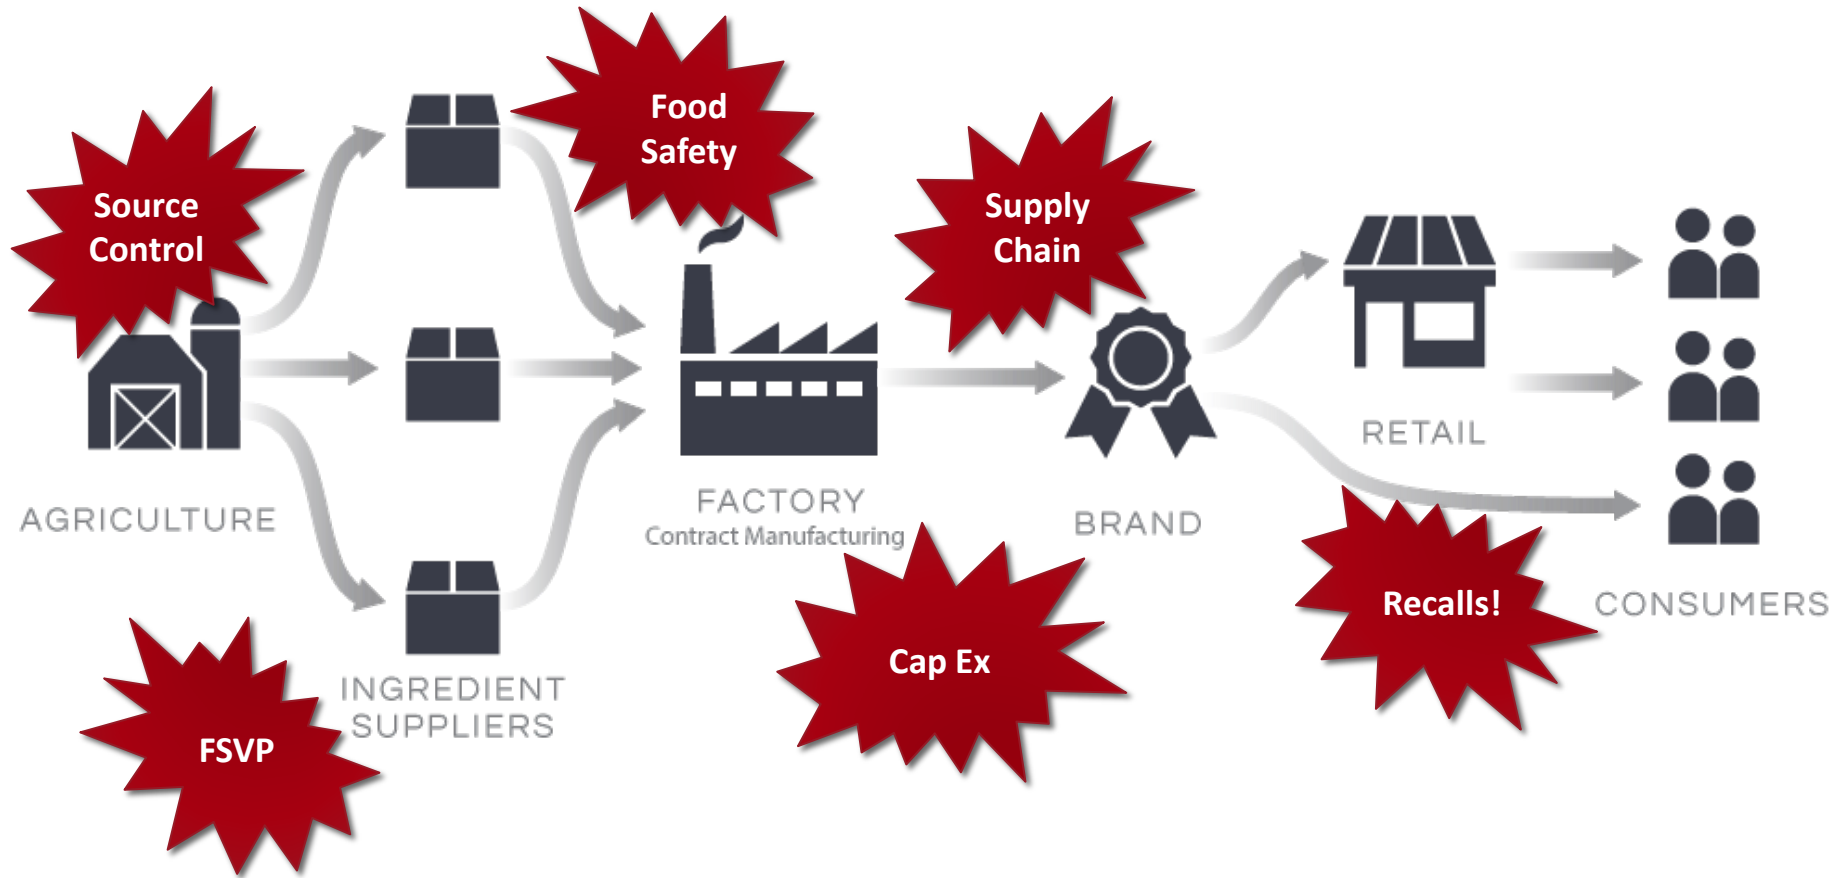 Food
Safety
Source
Control
Supply
Chain
RETAIL
AGRICULTURE
FACTORY
Contract Manufacturing
BRAND
Recalls!
CONSUMERS
Cap Ex
INGREDIENT
SUPPLIERS
FSVP